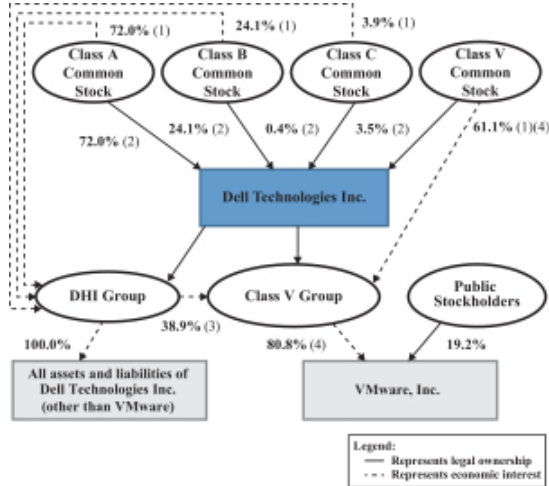 72.0% (1)
24.1% (1)
3.9% (1)
Class A
Common
Stock
Class B
Common
Stock
Class C
Common
Stock
Class V
Common
Stock
72.0% (2)
24.1% (2)
0.4% (2)
3.5% (2)
61.1% (1)(4)
Dell Technologies Inc.
DHI Group
Class V Group
Public
Stockholders
100.0%
38.9% (3)
80.8% (4)
19.2%
All assets and liabilities of
Dell Technologies Inc.
(other than VMware)
VMware, Inc.
Legend:
Represents legal ownership
Represents economic interest